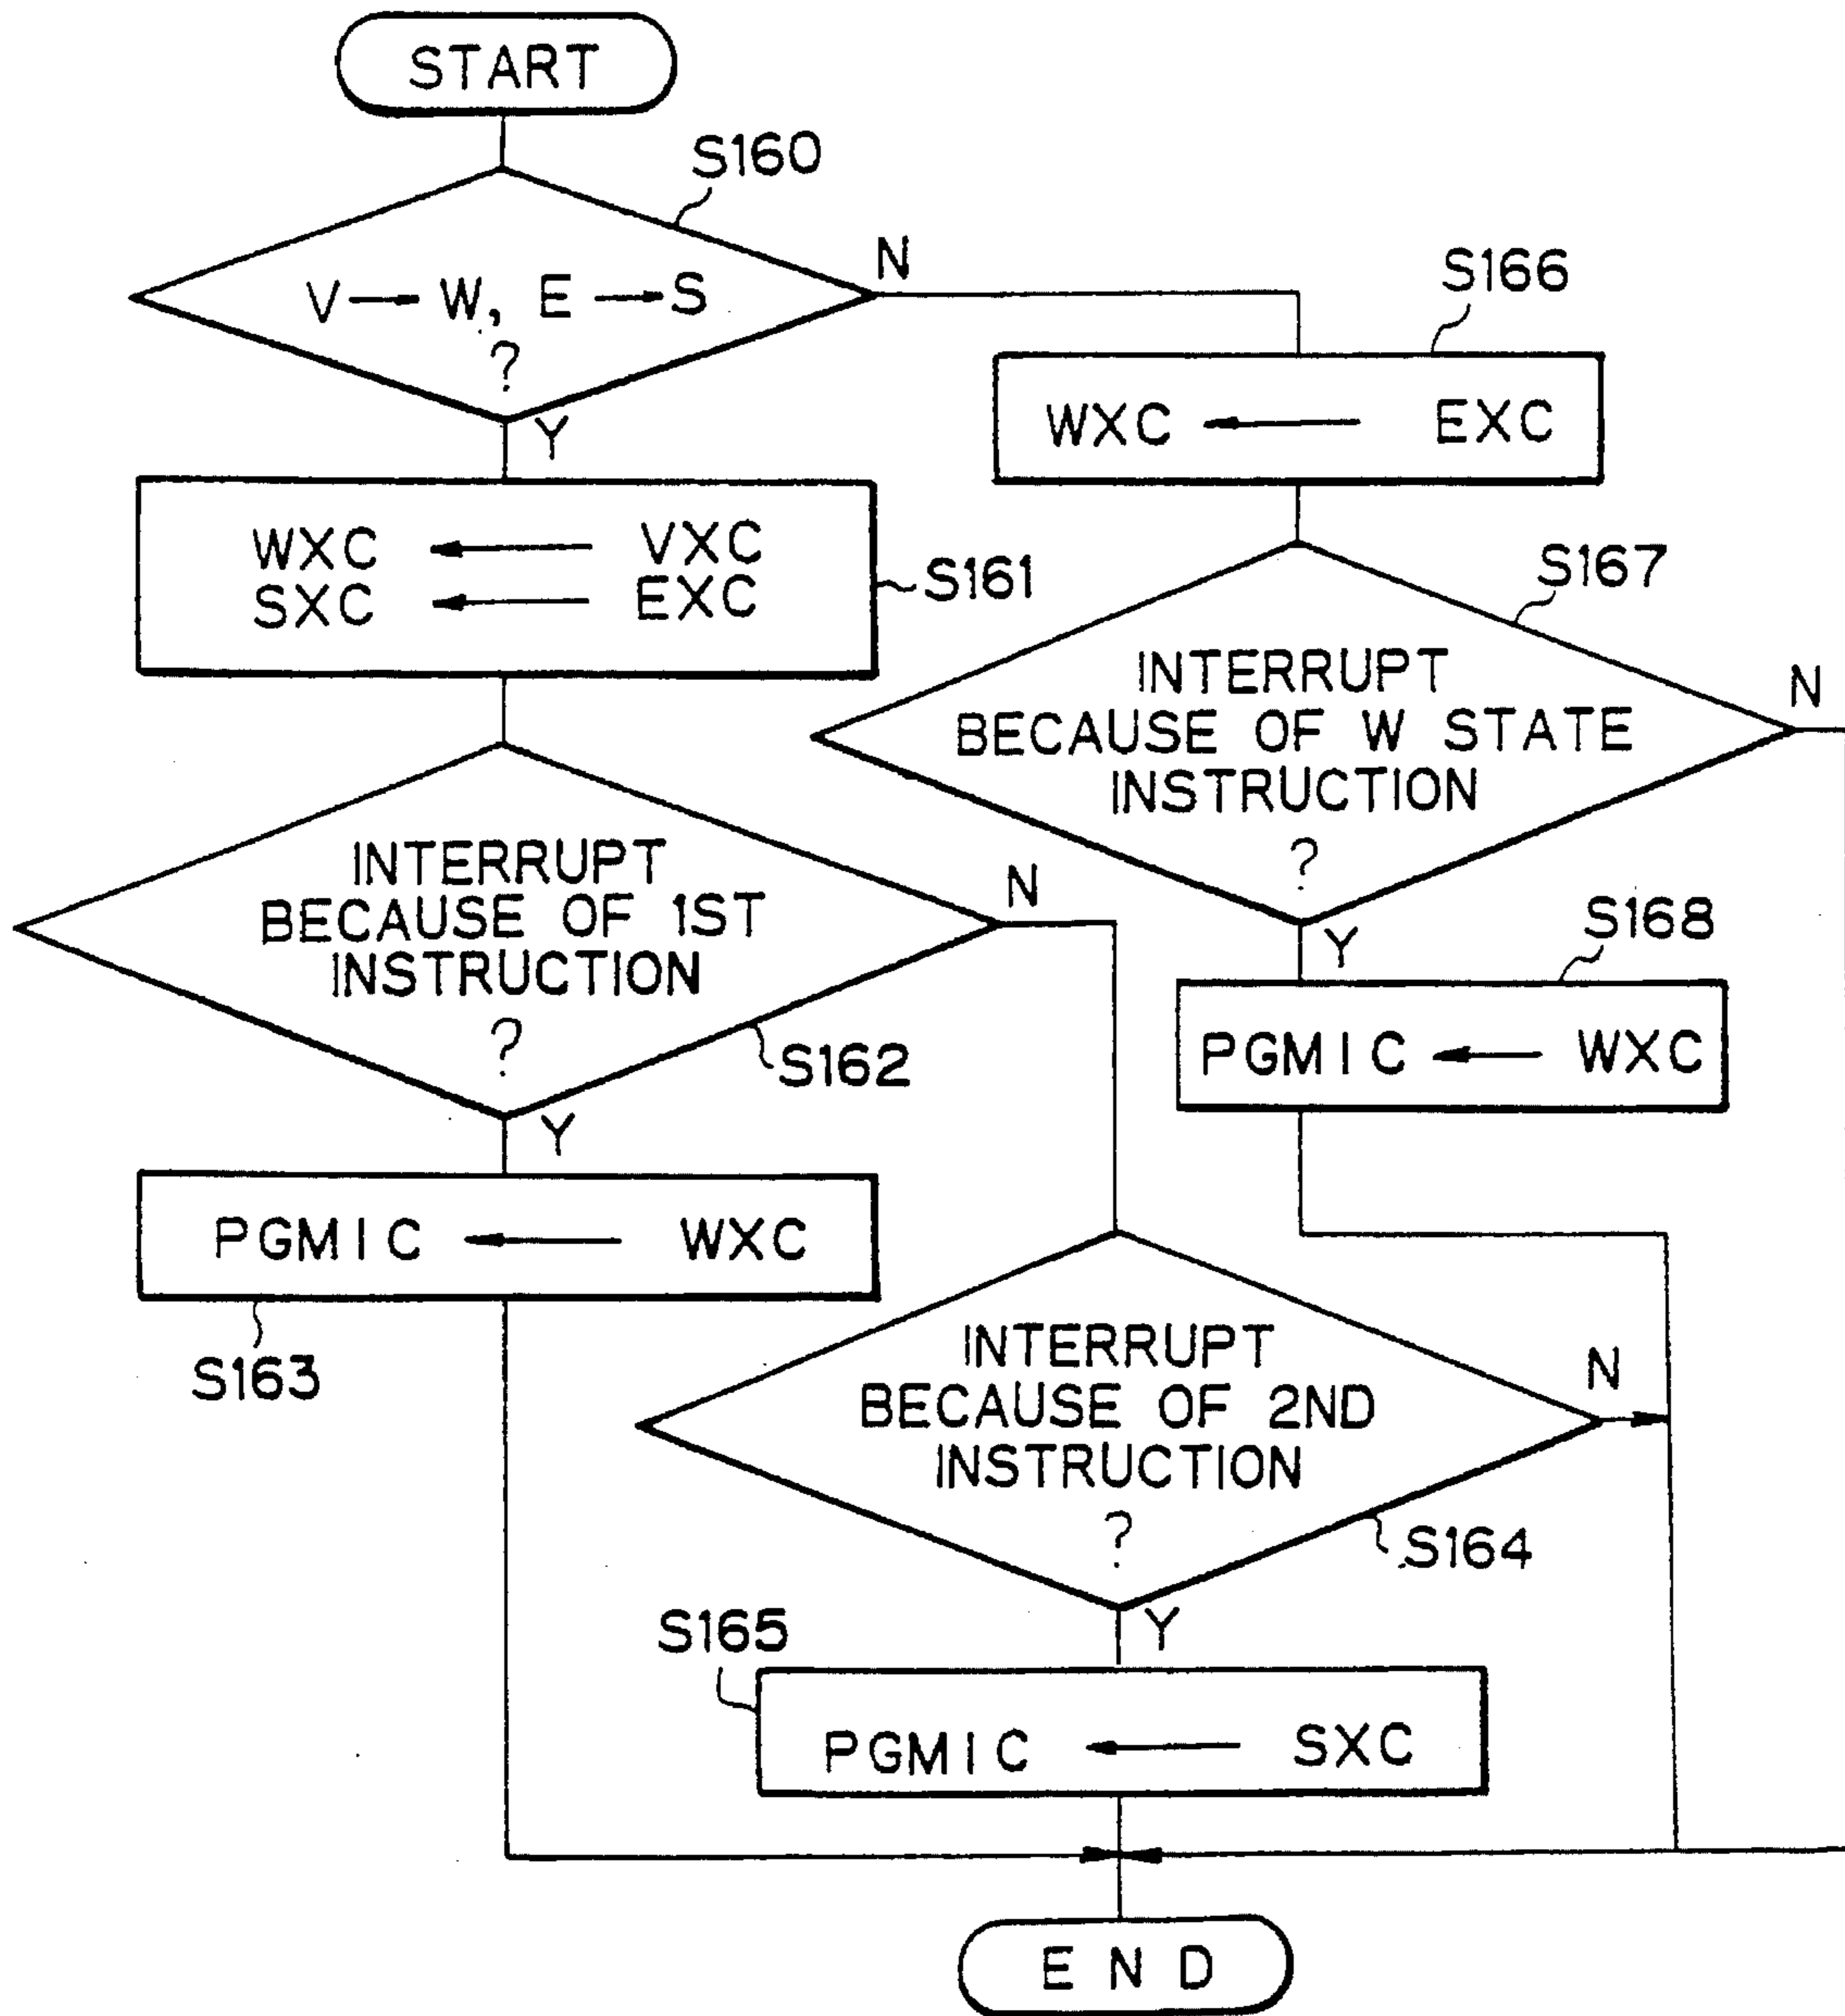 START
S160
V → W, E → S
?
N
Y
S166
WXC ← EXC
WXC ← VXC
SXC ← EXC
S161
S167
INTERRUPT
BECAUSE OF W STATE
INSTRUCTION
?
N
Y
INTERRUPT
BECAUSE OF 1ST
INSTRUCTION
?
N
S162
Y
S168
PGMIC ← WXC
PGMIC ← WXC
S163
INTERRUPT
BECAUSE OF 2ND
INSTRUCTION
?
N
S164
Y
S165
PGMIC ← SXC
END